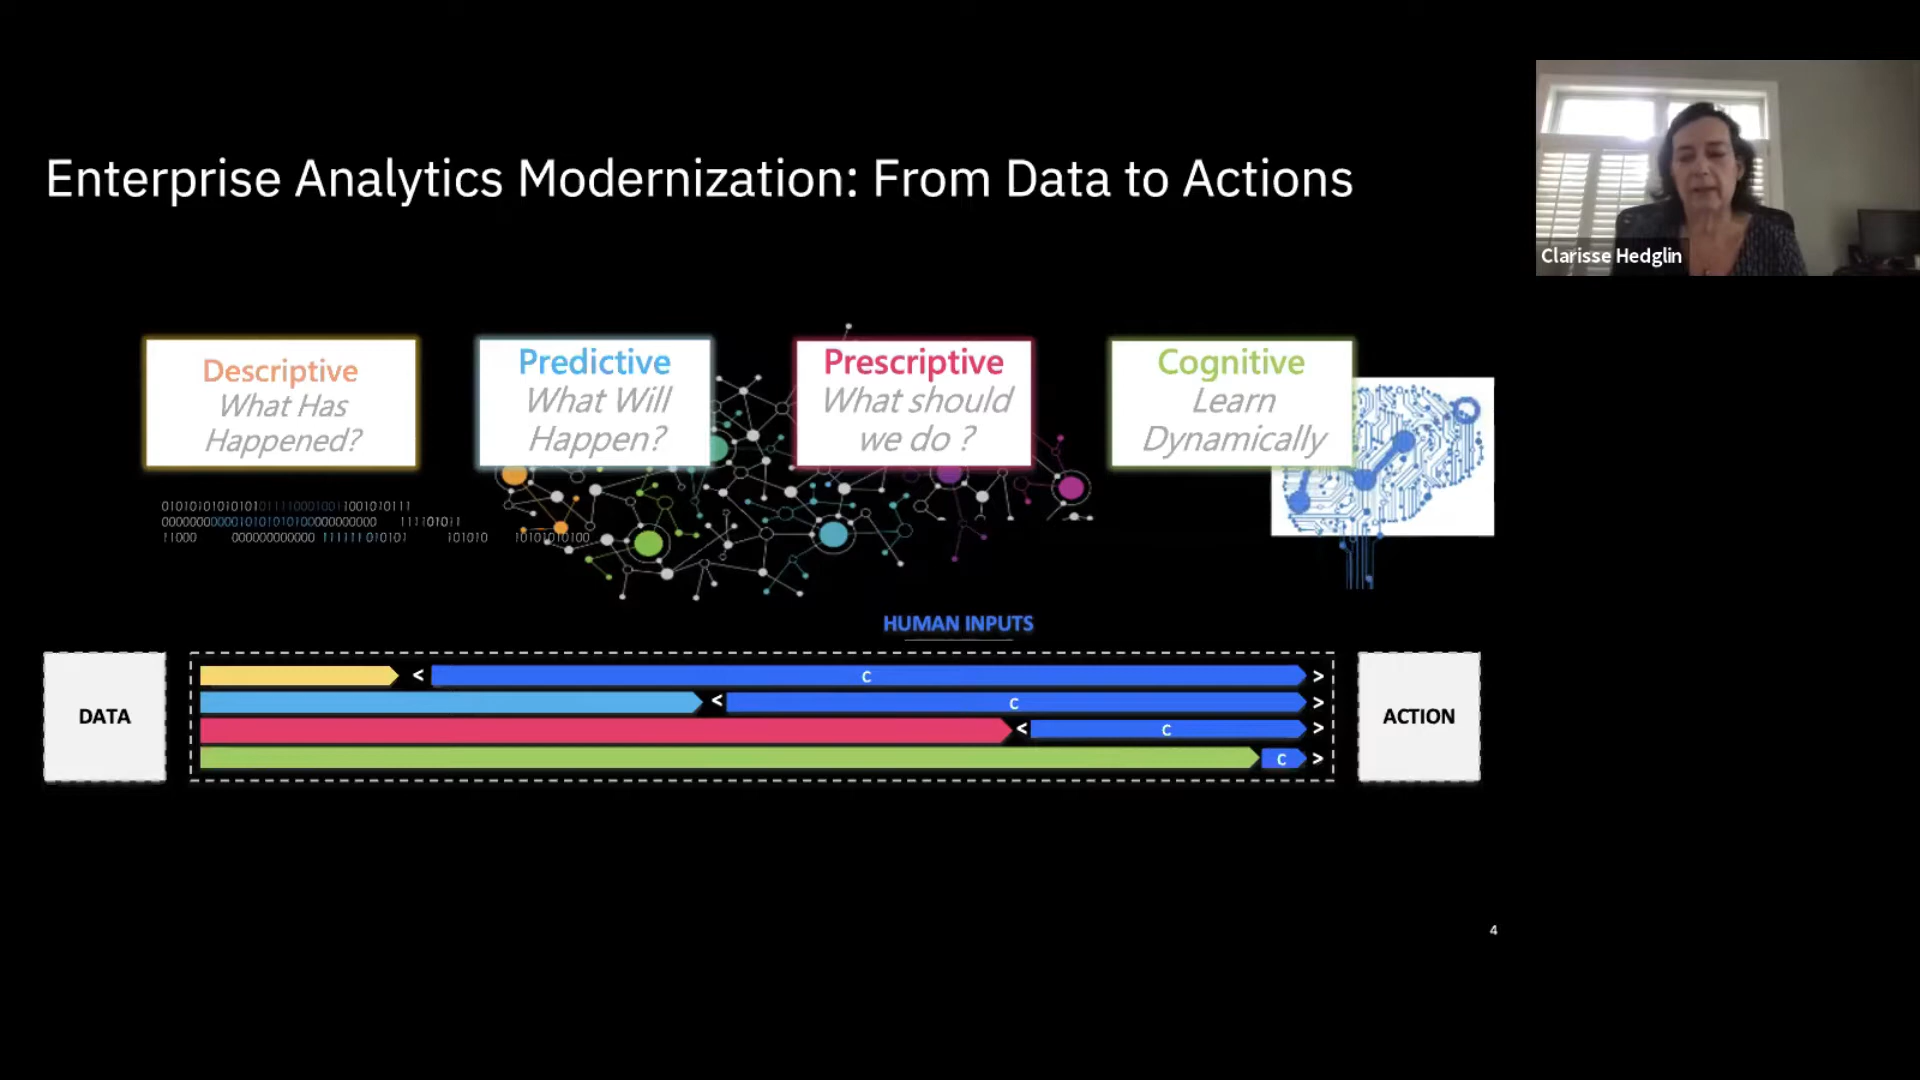 Enterprise Analytics Modernization: From Data to Actions
Clarisse Hedglin
Descriptive
What Has
Happened?
Predictive
What Will
Happen?
Prescriptive
What should
we do ?
Cognitive
Learn
Dynamically
HUMAN INPUTS
DATA
< C >
< C >
< C >
C >
ACTION
4